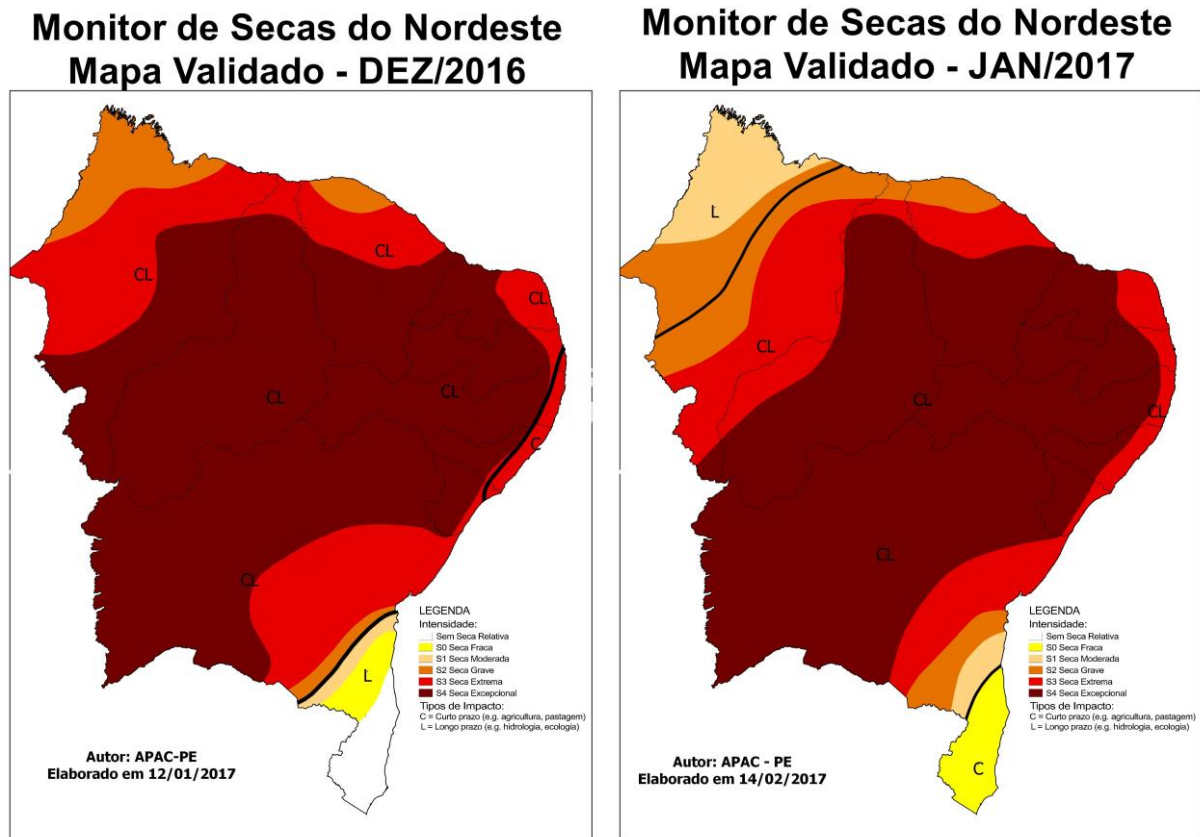 Monitor de Secas do Nordeste
Mapa Validado - DEZ/2016
CL
CL
CL
CL
CL
C
CL
L
LEGENDA
Intensidade:
Sem Seca Relativa
S0 Seca Fraca
S1 Seca Moderada
S2 Seca Grave
S3 Seca Extrema
S4 Seca Excepcional
Tipos de Impacto:
C = Curto prazo (e.g. agricultura, pastagem)
L = Longo prazo (e.g. hidrologia, ecologia)
Autor: APAC-PE
Elaborado em 12/01/2017
Monitor de Secas do Nordeste
Mapa Validado - JAN/2017
L
CL
CL
CL
CL
C
LEGENDA
Intensidade:
Sem Seca Relativa
S0 Seca Fraca
S1 Seca Moderada
S2 Seca Grave
S3 Seca Extrema
S4 Seca Excepcional
Tipos de Impacto:
C = Curto prazo (e.g. agricultura, pastagem)
L = Longo prazo (e.g. hidrologia, ecologia)
Autor: APAC - PE
Elaborado em 14/02/2017